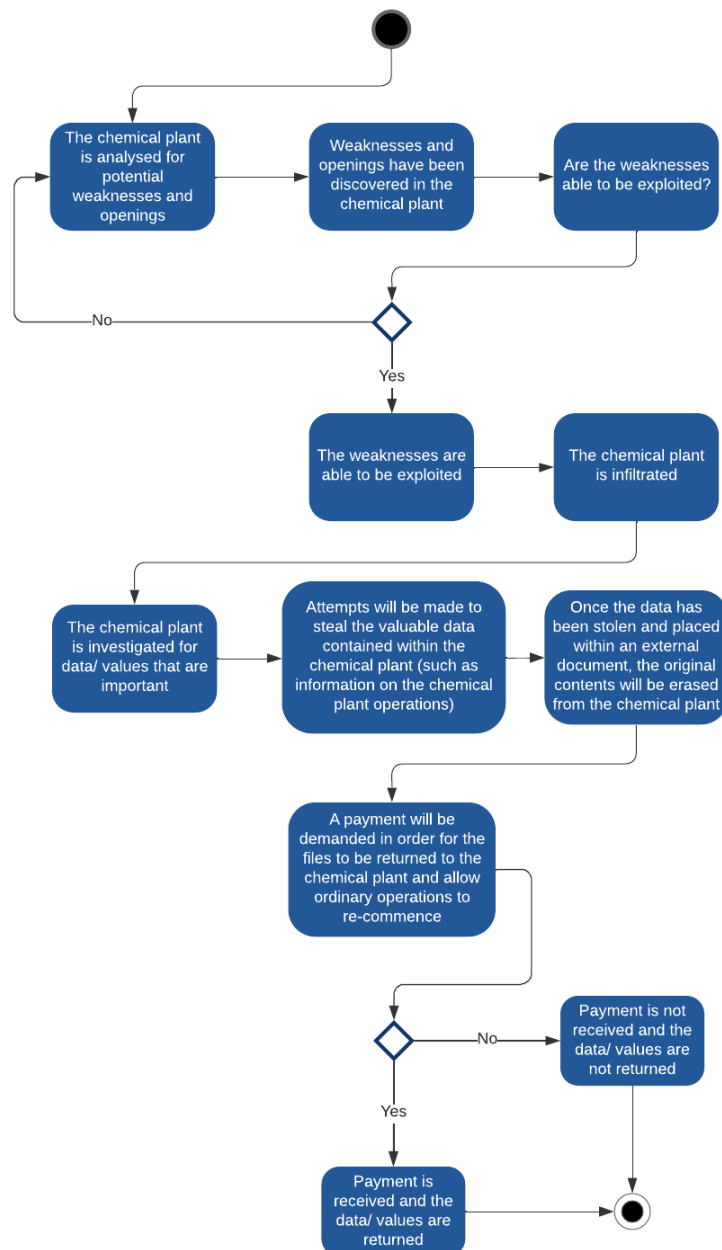 The chemical plant
is analysed for
potential
weaknesses and
openings
Weaknesses and
openings have been
discovered in the
chemical plant
Are the weaknesses
able to be exploited?
No
Yes
The weaknesses are
able to be exploited
The chemical plant
is infiltrated
The chemical plant
is investigated for
data/ values that are
important
Attempts will be made to
steal the valuable data
contained within the
chemical plant (such as
information on the chemical
plant operations)
Once the data has
been stolen and placed
within an external
document, the original
contents will be erased
from the chemical plant
A payment will be
demanded in order for the
files to be returned to the
chemical plant and allow
ordinary operations to
re-commence
No
Payment is not
received and the
data/ values are
not returned
Yes
Payment is
received and the
data/ values are
returned